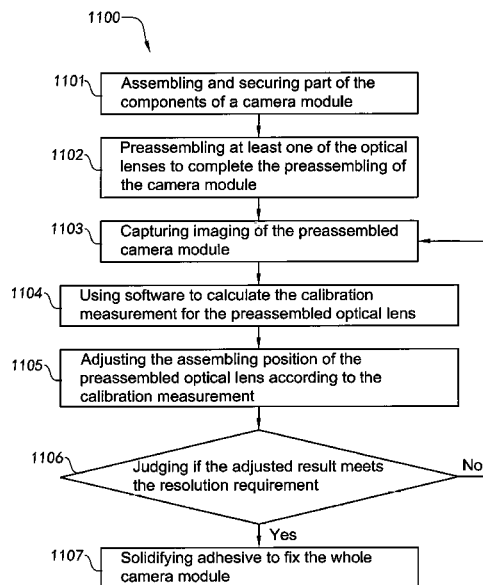 1100
1101
Assembling and securing part of the
components of a camera module
1102
Preassembling at least one of the optical
lenses to complete the preassembling of
the camera module
1103
Capturing imaging of the preassembled
camera module
1104
Using software to calculate the calibration
measurement for the preassembled optical lens
1105
Adjusting the assembling position of the
preassembled optical lens according to the
calibration measurement
1106
Judging if the adjusted result meets
the resolution requirement
No
Yes
1107
Solidifying adhesive to fix the whole
camera module